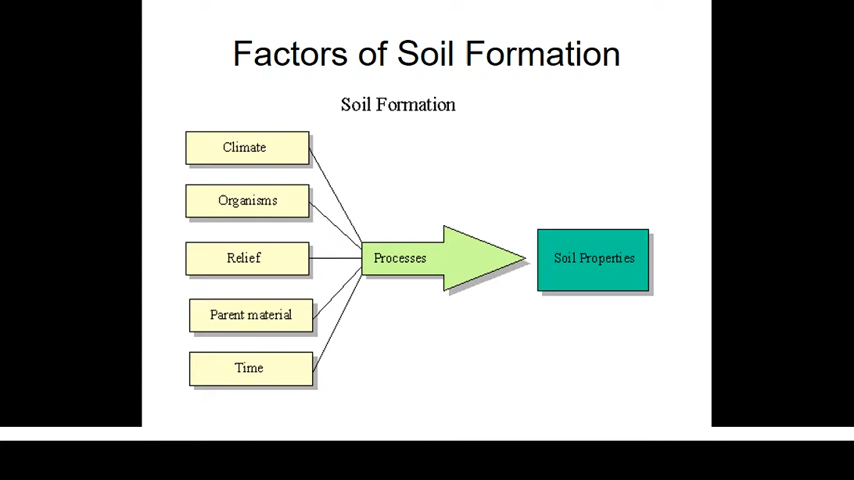 Factors of Soil Formation
Soil Formation
Climate
Organisms
Relief
Processes
Soil Properties
Parent material
Time